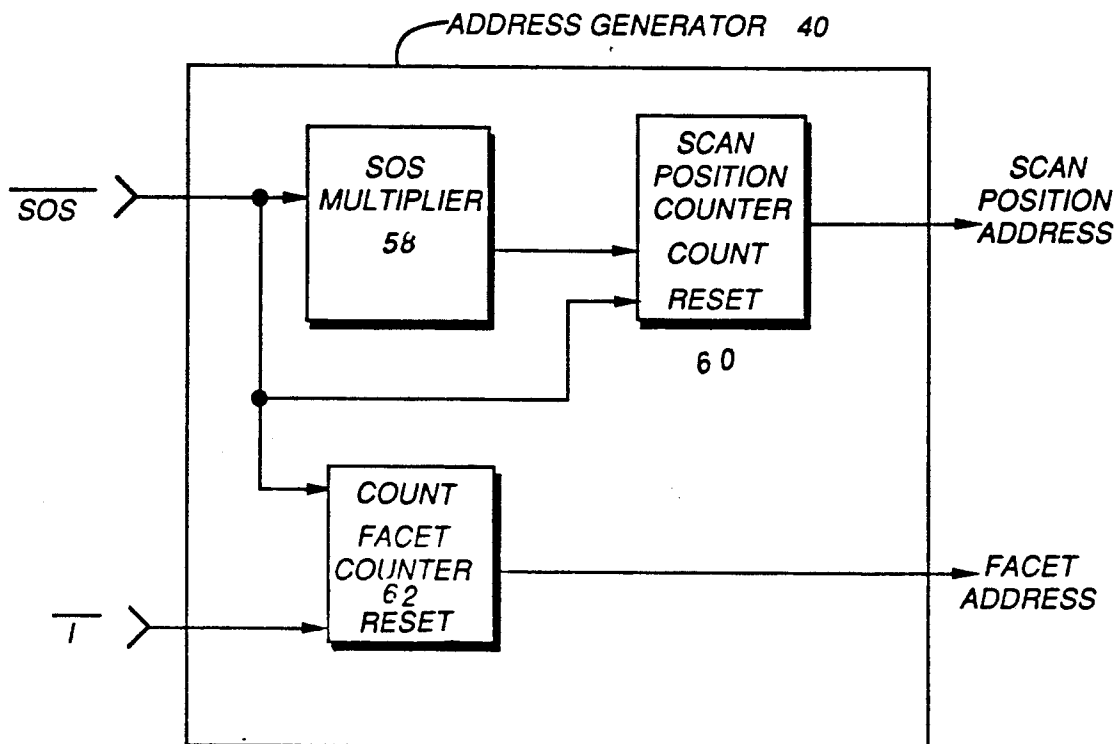 ADDRESS GENERATOR 40
SOS
MULTIPLIER
58
SCAN
POSITION
COUNTER
COUNT
RESET
60
SOS
SCAN
POSITION
ADDRESS
COUNT
FACET
COUNTER
62
RESET
I
FACET
ADDRESS